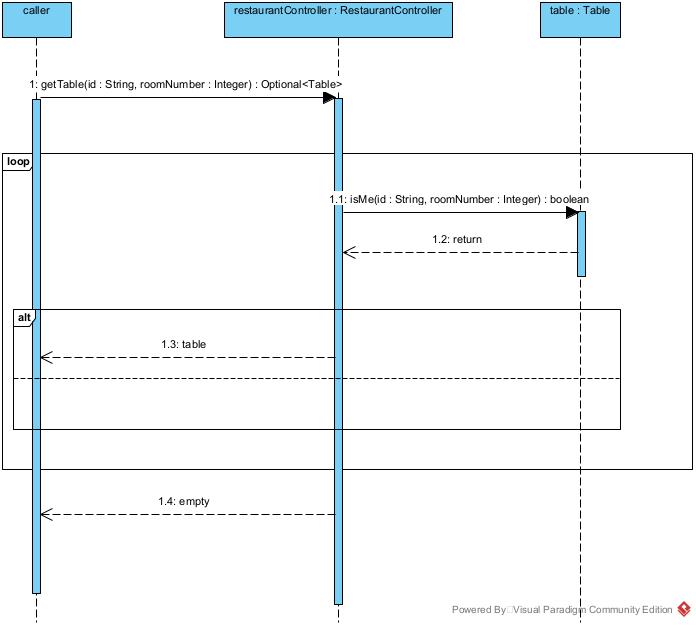 caller
restaurantController : RestaurantController
table : Table
1: getTable(id : String, roomNumber : Integer) : Optional<Table>
loop
1.1: isMe(id : String, roomNumber : Integer) : boolean
1.2: return
alt
1.3: table
1.4: empty
Powered By Visual Paradigm Community Edition